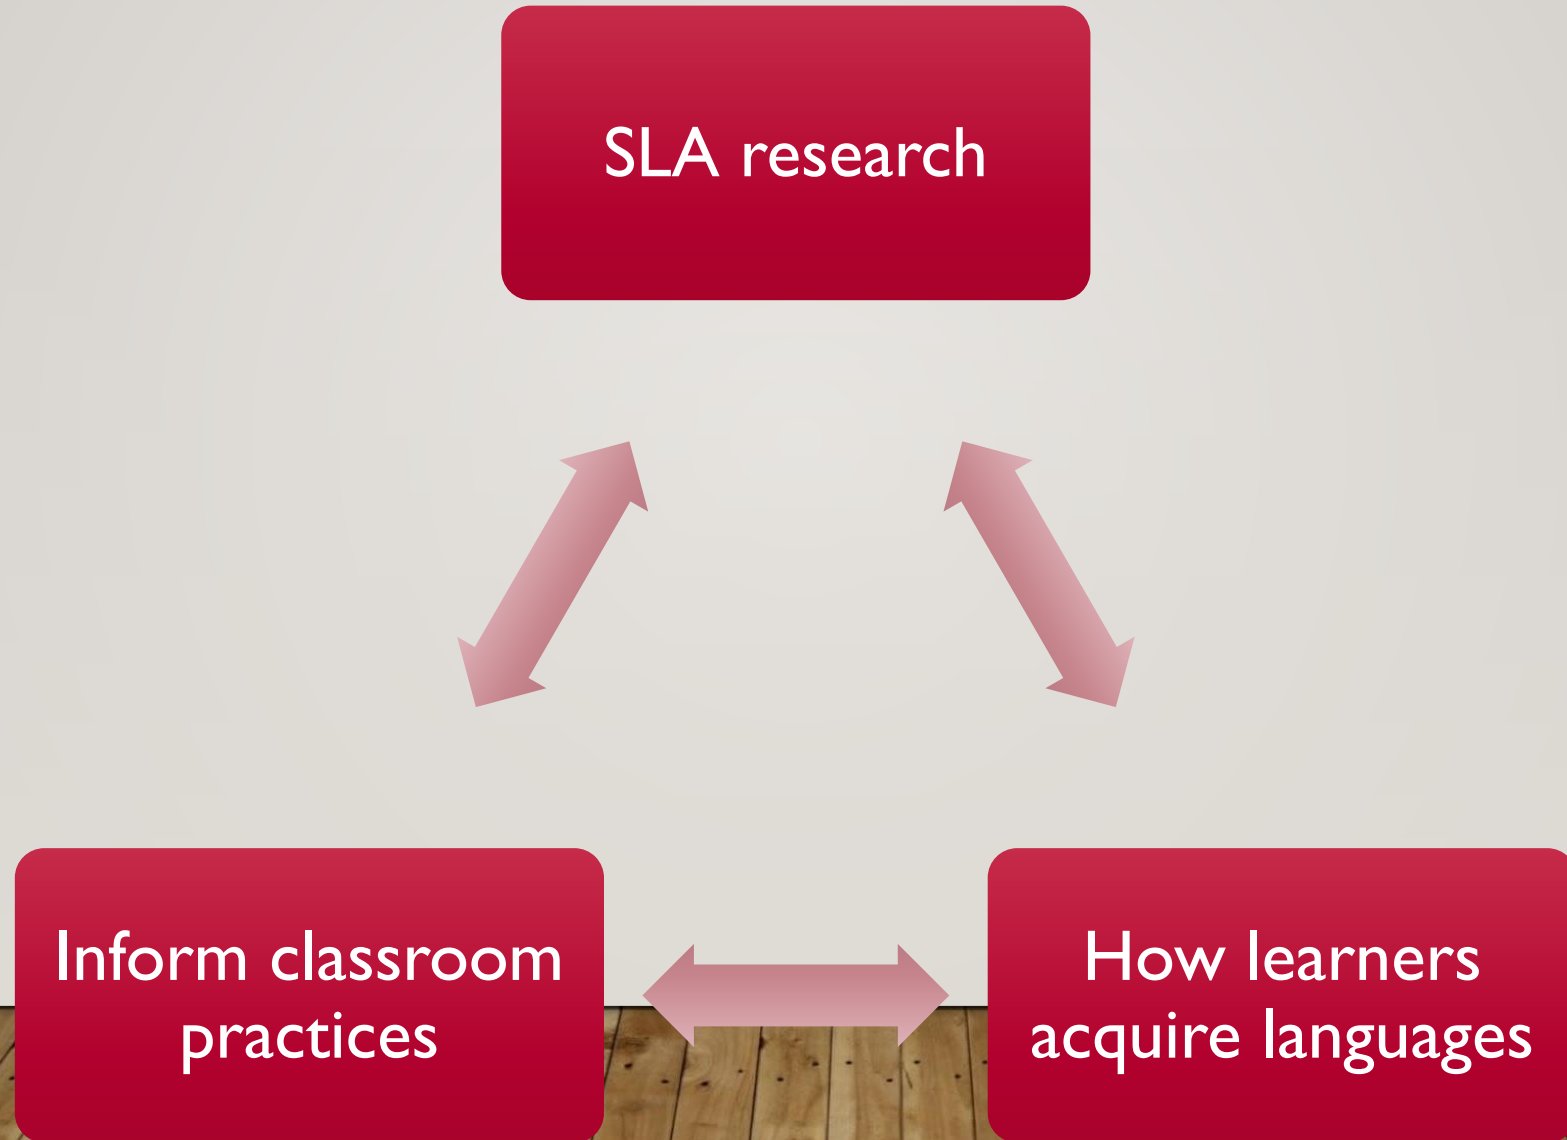 SLA research
Inform classroom
practices
How learners
acquire languages